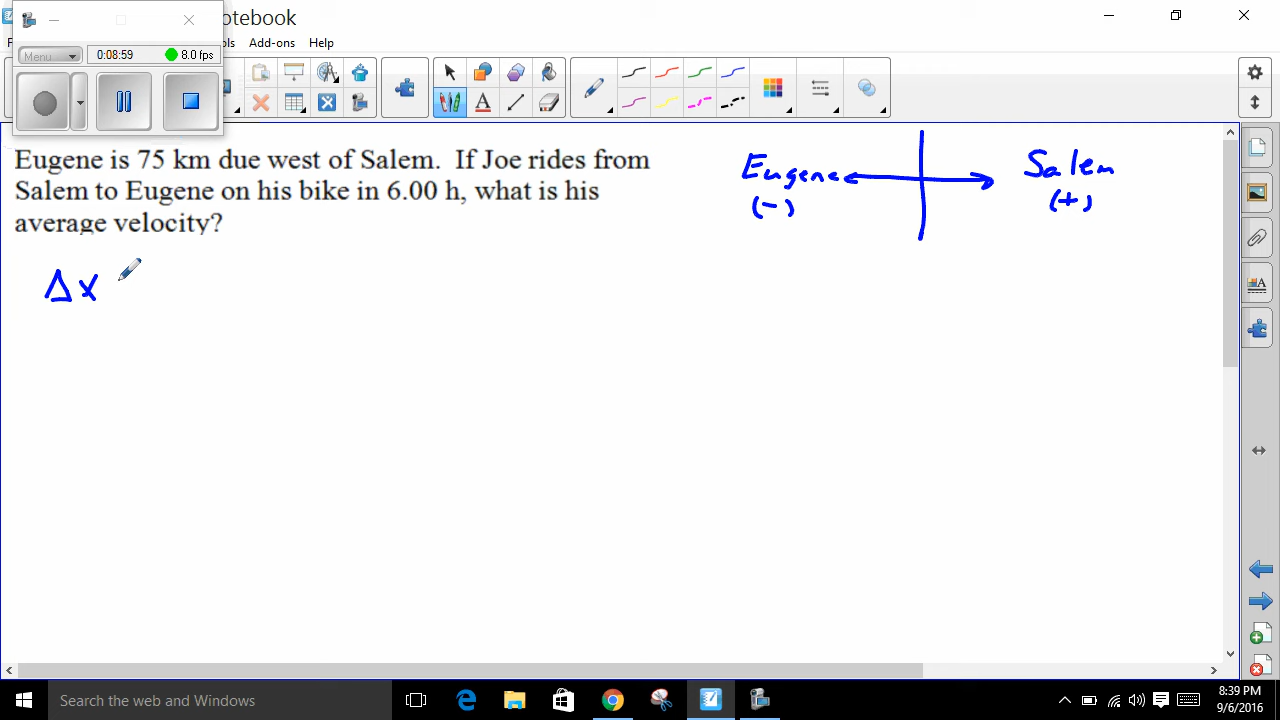 otebook
ols Add-ons Help
Menu 0:08:59 8.0 fps
Eugene is 75 km due west of Salem. If Joe rides from
Salem to Eugene on his bike in 6.00 h, what is his
average velocity?
Eugene Salem
(-) (+)
Δx
Search the web and Windows
8:39 PM
9/6/2016